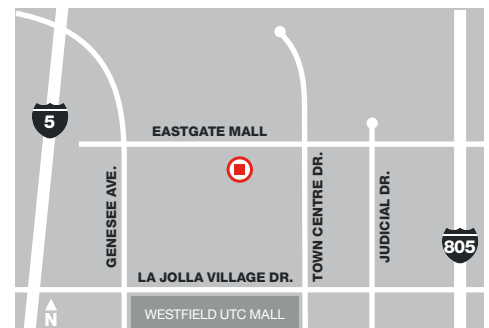 5
EASTGATE MALL
GENESEE AVE.
TOWN CENTRE DR.
JUDICIAL DR.
805
LA JOLLA VILLAGE DR.
N
WESTFIELD UTC MALL